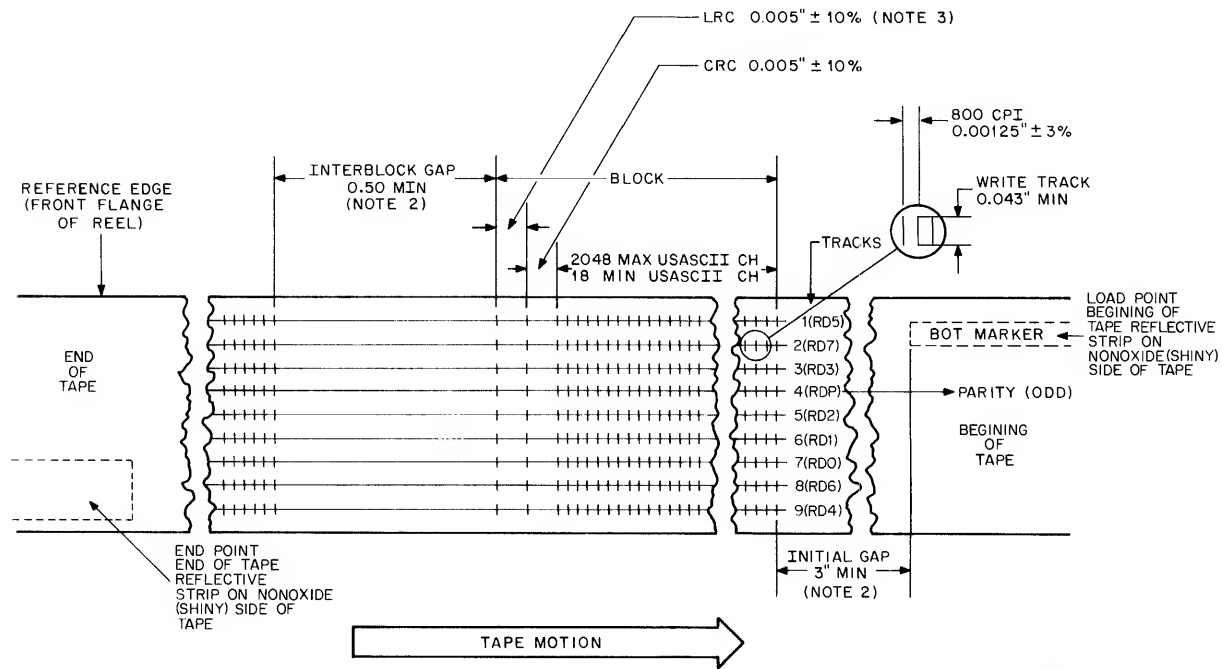 LRC 0.005" ± 10% (NOTE 3)
CRC 0.005" ± 10%
800 CPI
0.00125" ± 3%
INTERBLOCK GAP
0.50 MIN
(NOTE 2)
BLOCK
WRITE TRACK
0.043" MIN
REFERENCE EDGE
(FRONT FLANGE
OF REEL)
TRACKS
2048 MAX USASCII CH
18 MIN USASCII CH
1(RD5)
2(RD7)
3(RD3)
4(RDP)
5(RD2)
6(RD1)
7(RD0)
8(RD6)
9(RD4)
END
OF
TAPE
BOT MARKER
LOAD POINT
BEGINING OF
TAPE REFLECTIVE
STRIP ON
NONOXIDE(SHINY)
SIDE OF TAPE
PARITY (ODD)
BEGINING
OF
TAPE
END POINT
END OF TAPE
REFLECTIVE
STRIP ON NONOXIDE
(SHINY) SIDE OF
TAPE
INITIAL GAP
3" MIN
(NOTE 2)
TAPE MOTION